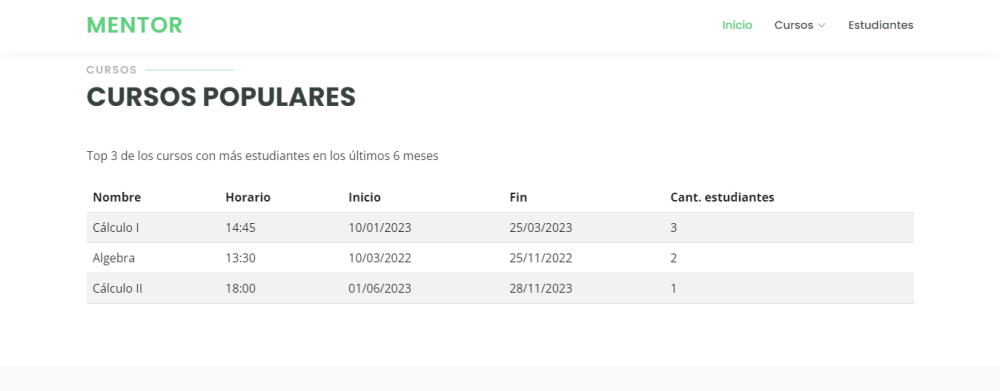 MENTOR Inicio Cursos Estudiantes
CURSOS
CURSOS POPULARES
Top 3 de los cursos con más estudiantes en los últimos 6 meses
Nombre Horario Inicio Fin Cant. estudiantes
Cálculo I 14:45 10/01/2023 25/03/2023 3
Algebra 13:30 10/03/2022 25/11/2022 2
Cálculo II 18:00 01/06/2023 28/11/2023 1